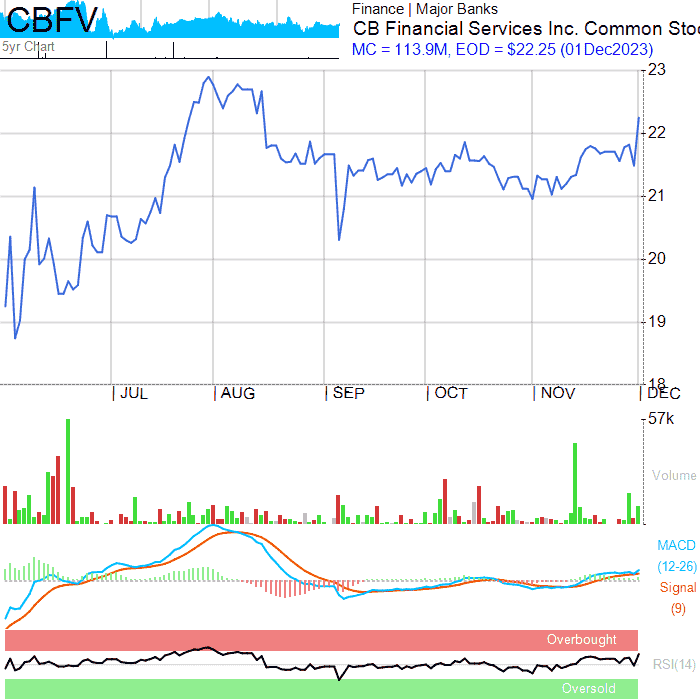 CBFV
5yr Chart
Finance | Major Banks
CB Financial Services Inc. Common Sto
MC = 113.9M, EOD = $22.25 (01Dec2023)
23
22
21
20
19
18
JUL AUG SEP OCT NOV DEC
57k
Volume
MACD
(12-26)
Signal
(9)
Overbought
RSI(14)
Oversold